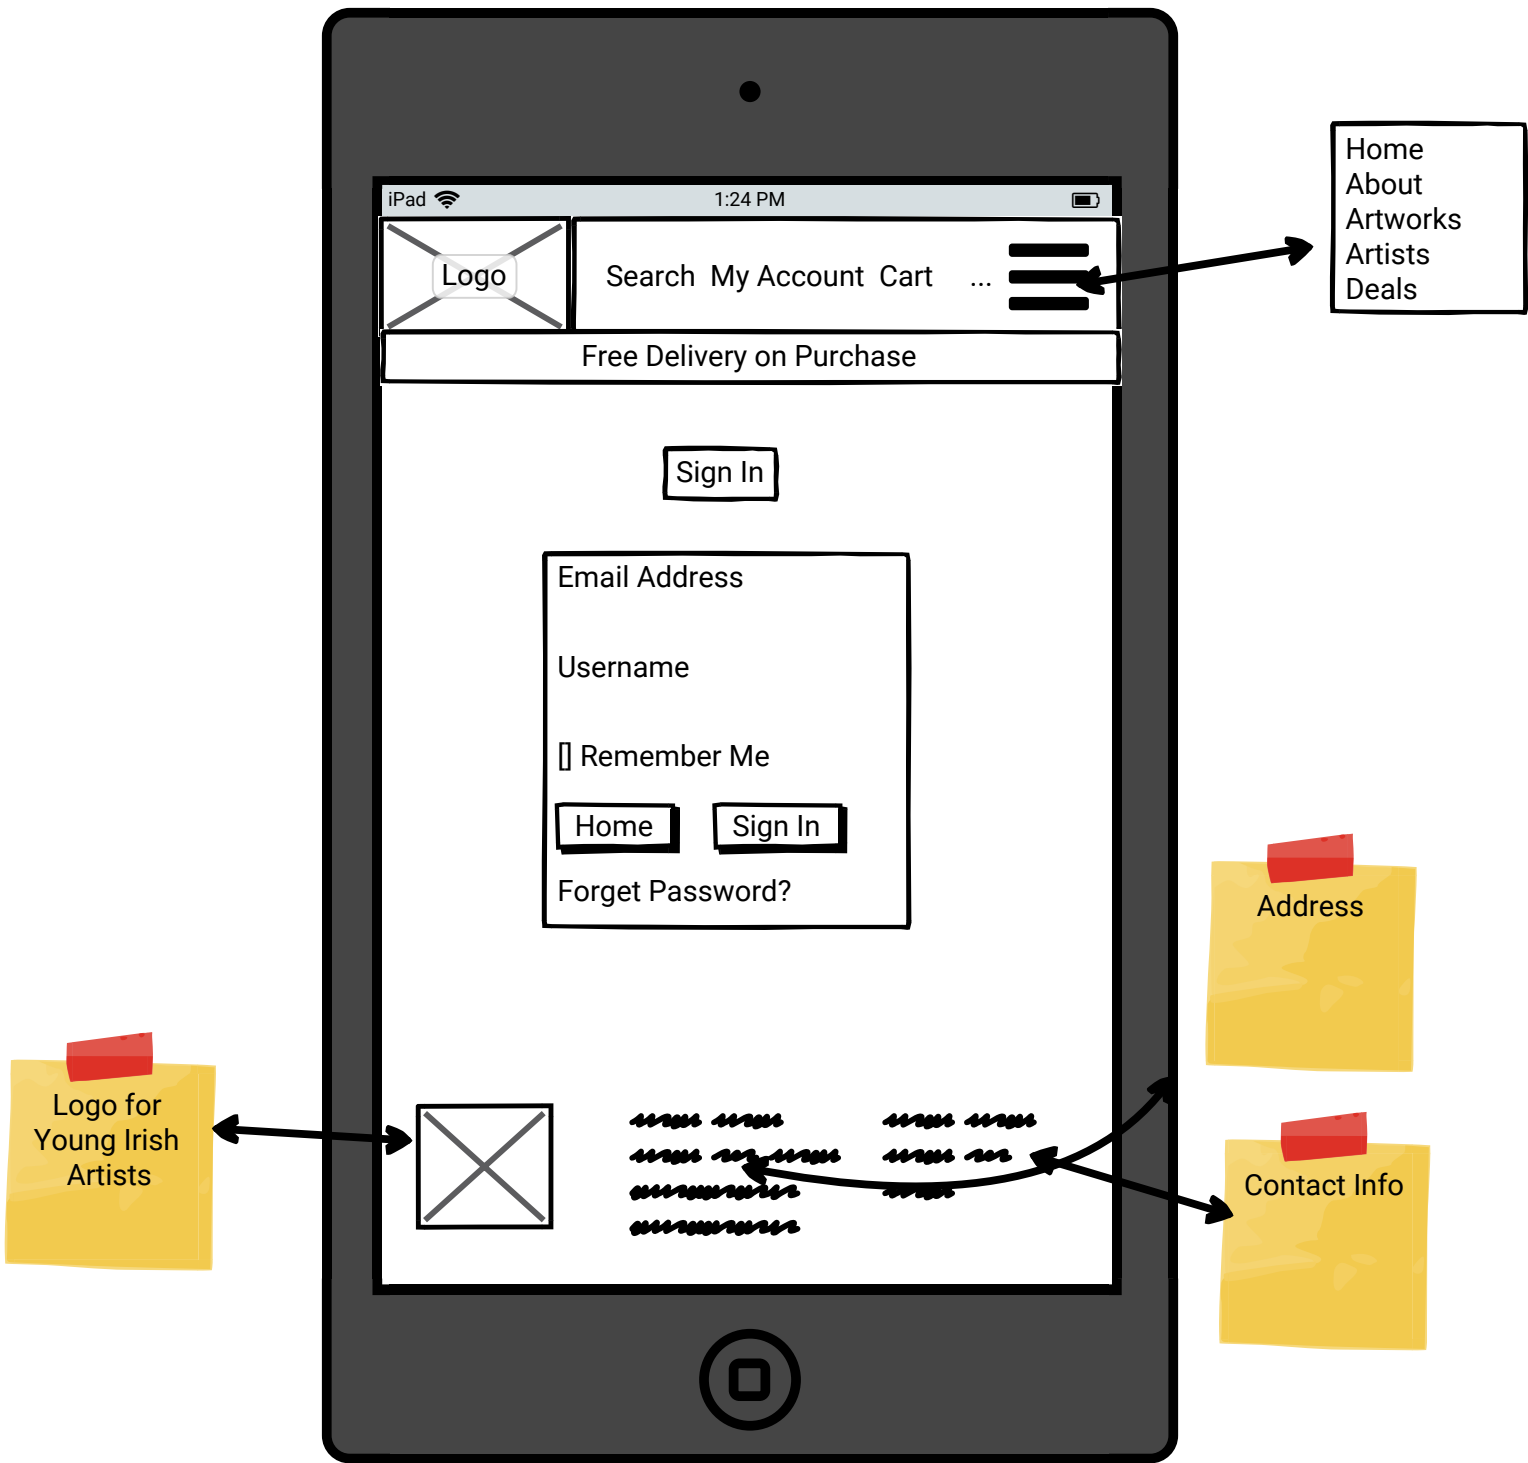 iPad 1:24 PM
Logo
Search My Account Cart ...
Free Delivery on Purchase
Home
About
Artworks
Artists
Deals
Sign In
Email Address
Username
[] Remember Me
Home Sign In
Forget Password?
Address
Logo for
Young Irish
Artists
Contact Info